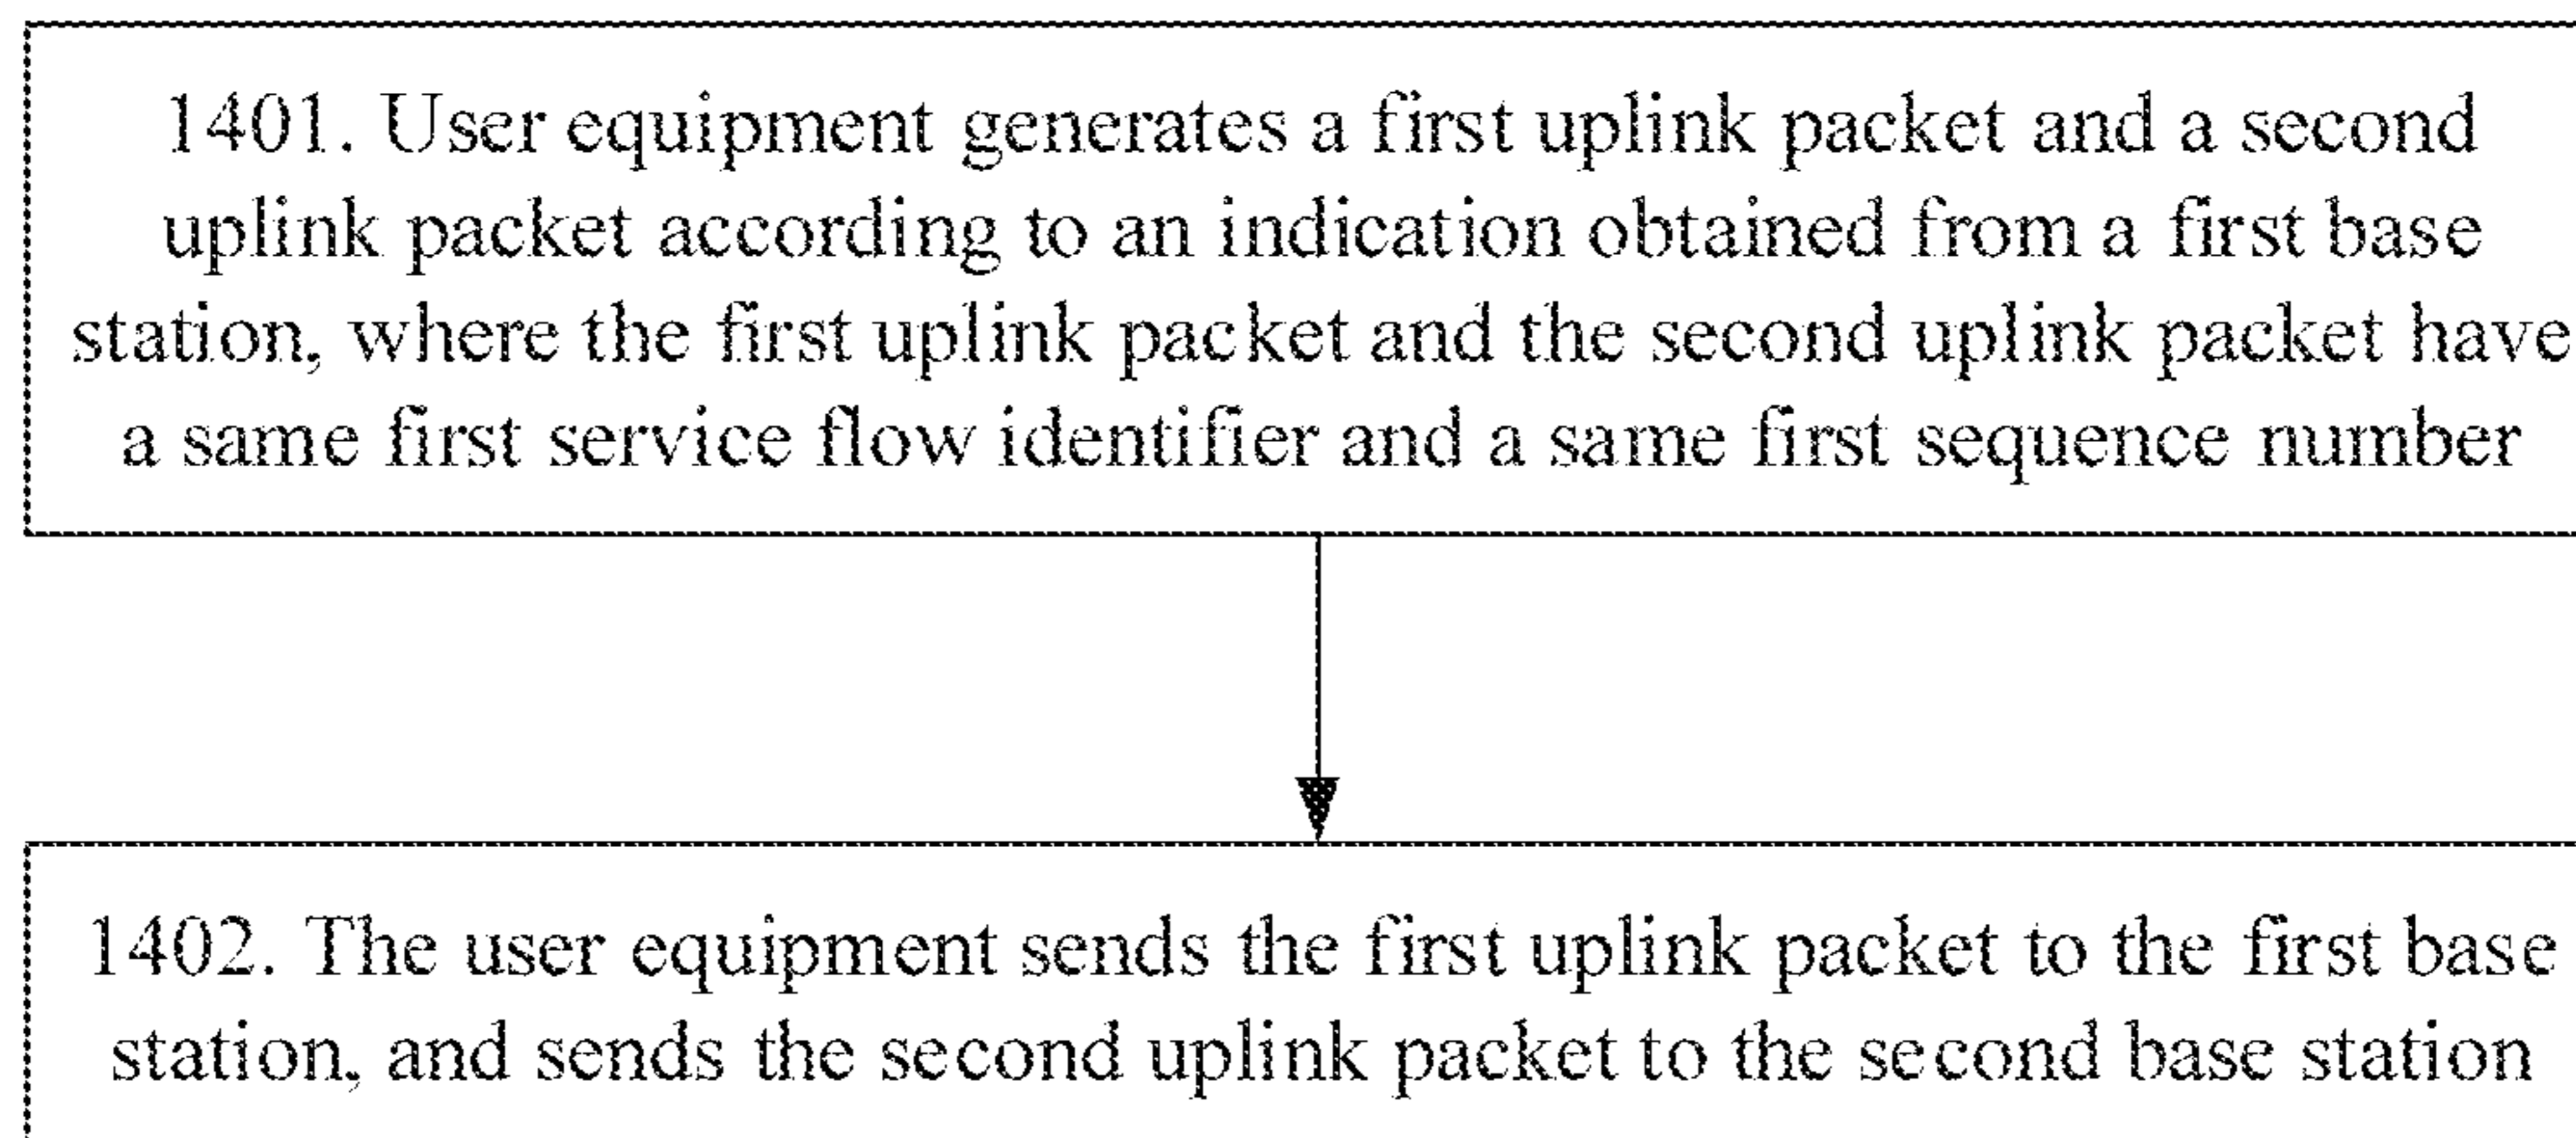 1401. User equipment generates a first uplink packet and a second
uplink packet according to an indication obtained from a first base
station, where the first uplink packet and the second uplink packet have
a same first service flow identifier and a same first sequence number
1402. The user equipment sends the first uplink packet to the first base
station, and sends the second uplink packet to the second base station